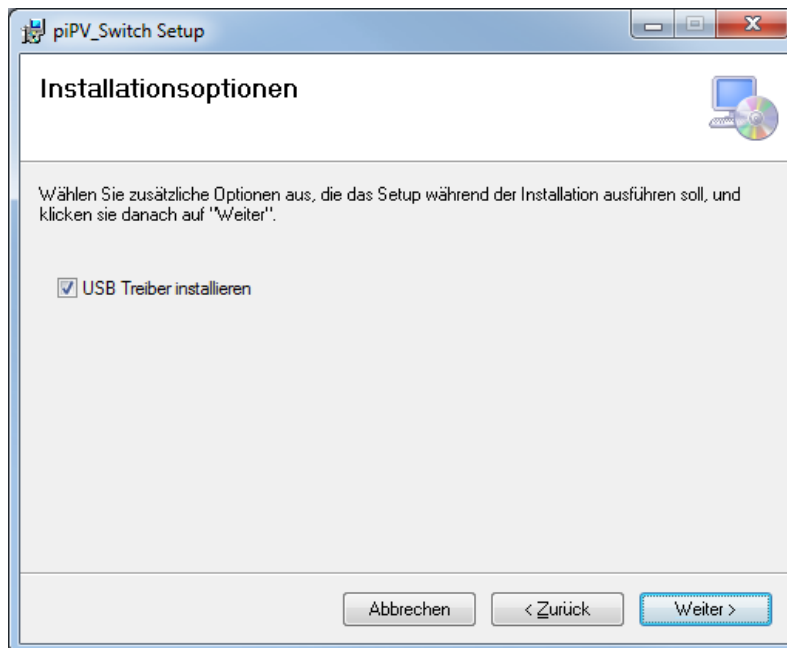 piPV_Switch Setup
Installationsoptionen
Wählen Sie zusätzliche Optionen aus, die das Setup während der Installation ausführen soll, und
klicken sie danach auf "Weiter".
USB Treiber installieren
Abbrechen < Zurück Weiter >